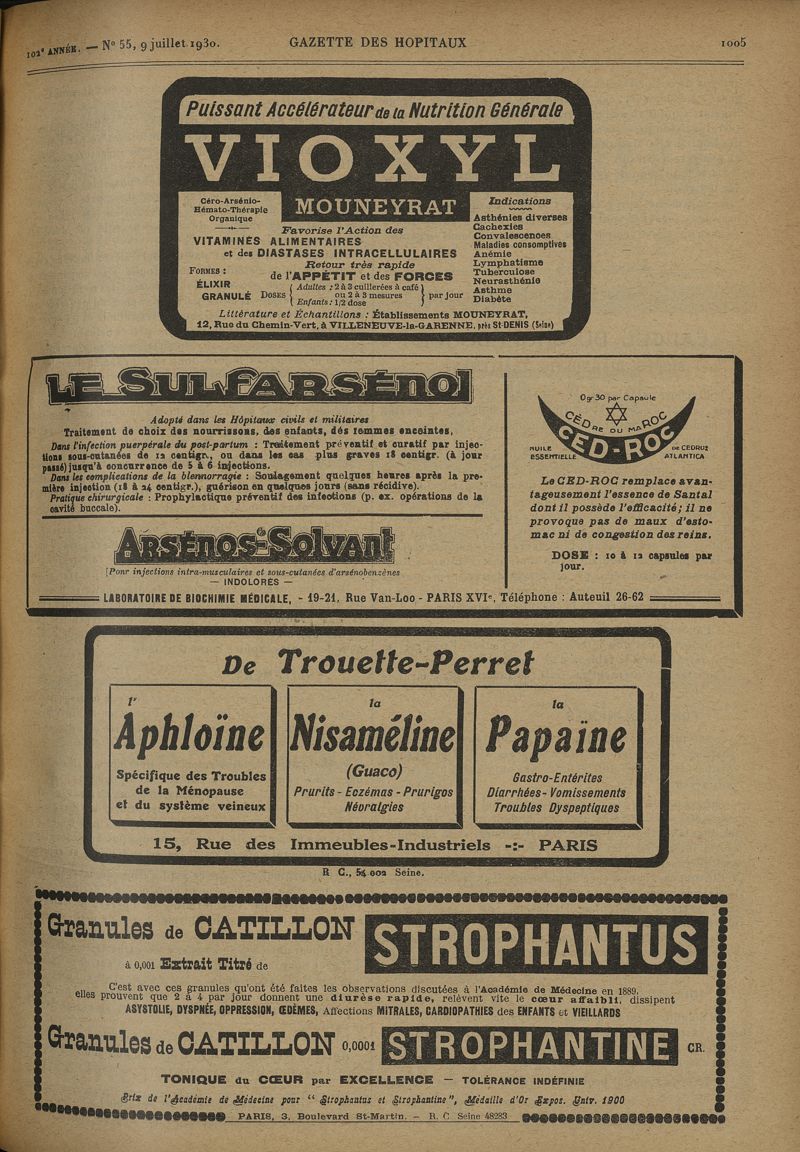 102e ANNÉE. — N° 55, 9 juillet 1930.
GAZETTE DES HOPITAUX
1005
Puissant Accélérateur de la Nutrition Générale
VIOXYL
MOUNEYRAT
Céro-Arsénio-
Hémato-Thérapie
Organique
Favorise l'Action des
VITAMINES ALIMENTAIRES
et des DIASTASES INTRACELLULAIRES
Retour très rapide
de l'APPÉTIT et des FORCES
FORMES :
ÉLIXIR
GRANULÉ
DOSES
Adultes : 2 à 3 cuillerées à café
ou 2 à 3 mesures
Enfants : 1/2 dose
par jour
Indications
Asthénies diverses
Cachexies
Convalescences
Maladies consomptives
Anémie
Lymphatisme
Tuberculose
Neurasthénie
Asthme
Diabète
Littérature et Échantillons : Établissements MOUNEYRAT,
12, Rue du Chemin-Vert, à VILLENEUVE-la-GARENNE, près St-DENIS (Seine)
LE SULFARSÉNOL
Adopté dans les Hôpitaux civils et militaires
Traitement de choix des nourrissons, des enfants, dés femmes enceintes,
Dans l'infection puerpérale du post-partum : Traitement préventif et curatif par injec-
tions sous-cutanées de 12 centigr., ou dans les cas plus graves 18 centigr. (à jour
passé) jusqu'à concurrence de 5 à 6 injections.
Dans les complications de la blennorragie : Soulagement quelques heures après la pre-
mière injection (18 à 24 centigr.), guérison en quelques jours (sans récidive).
Pratique chirurgicale : Prophylactique préventif des infections (p. ex. opérations de la
cavité buccale).
ARSÉNOS-SOLVANT
[Ponr injections intra-musculaires et sous-cutanées d'arsénobenzènes
— INDOLORES —
0gr 30 par Capsule
CÈDRE DU MAROC
CED-ROC
HUILE
ESSENTIELLE
DE CEDRUS
ATLANTICA
Le CED-ROC remplace avan-
tageusement l'essence de Santal
dont il possède l'efficacité; il ne
provoque pas de maux d'esto-
mac ni de congestion des reins.
DOSE : 10 à 12 capsules par
jour.
LABORATOIRE DE BIOCHIMIE MÉDICALE, - 19-21, Rue Van-Loo - PARIS XVIe, Téléphone : Auteuil 26-62
De Trouette-Perret
l'
Aphloïne
Spécifique des Troubles
de la Ménopause
et du système veineux
la
Nisaméline
(Guaco)
Prurits - Eczémas - Prurigos
Névralgies
la
Papaïne
Gastro-Entérites
Diarrhées- Vomissements
Troubles Dyspeptiques
15, Rue des Immeubles-Industriels -:- PARIS
R C., 54 002 Seine.
Granules de CATILLON
à 0,001 Extrait Titré de
STROPHANTUS
C'est avec ces granules qu'ont été faites les observations discutées à l'Académie de Médecine en 1889.
elles prouvent que 2 à 4 par jour donnent une diurèse rapide, relèvent vite le cœur affaibli, dissipent
ASYSTOLIE, DYSPNÉE, OPPRESSION, ŒDÈMES, Affections MITRALES, CARDIOPATHIES des ENFANTS et VIEILLARDS
Granules de CATILLON 0,0001 STROPHANTINE CR.
TONIQUE du CŒUR par EXCELLENCE — TOLÉRANCE INDÉFINIE
Prix de l'Académie de Médecine pour " Strophantus et Strophantine ", Médaille d'Or Expos. Univ. 1900
PARIS, 3, Boulevard St-Martin. — R. C. Seine 48283